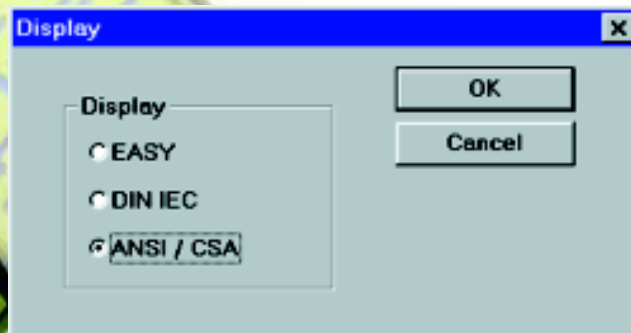 Display
Display
EASY
DIN IEC
ANSI / CSA
OK
Cancel